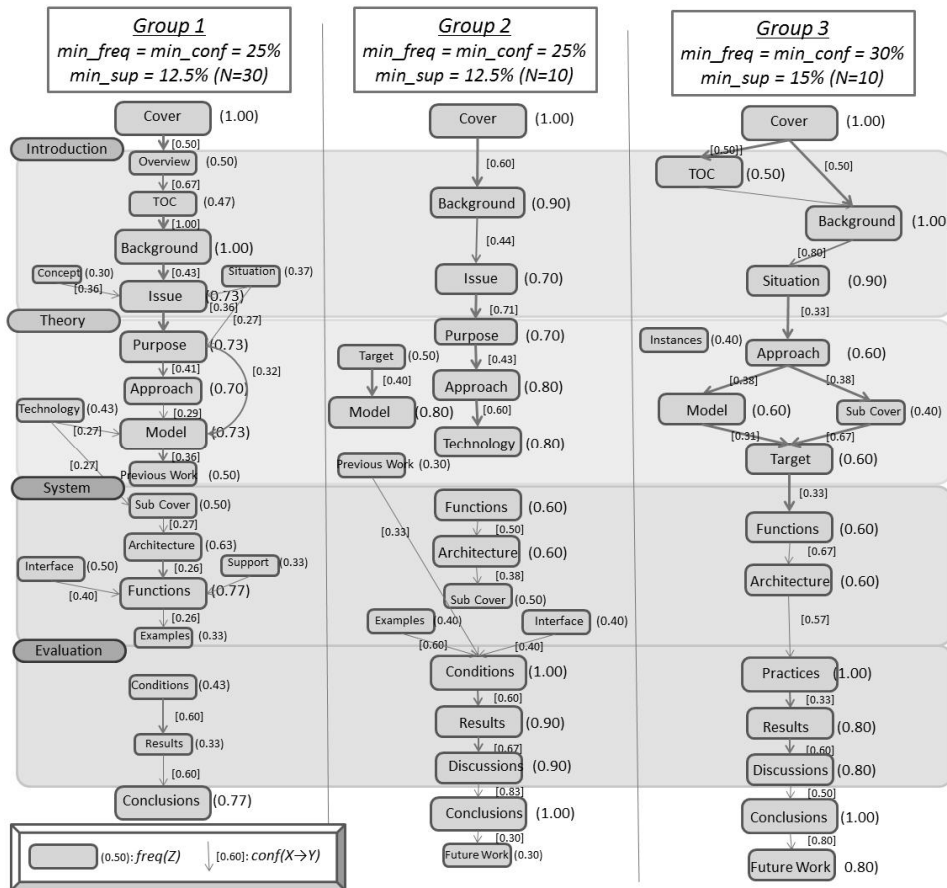 Group 1
min_freq = min_conf = 25%
min_sup = 12.5% (N=30)
Cover (1.00)
[0.50]
Introduction
Overview (0.50)
[0.67]
TOC (0.47)
[1.00]
Background (1.00)
[0.43]
Concept (0.30)
Situation (0.37)
[0.36]
Issue (0.73)
[0.36]
[0.27]
Theory
Purpose (0.73)
[0.41]
[0.32]
Approach (0.70)
[0.29]
Technology (0.43)
[0.27]
Model (0.73)
[0.36]
[0.27]
Previous Work (0.50)
System
Sub Cover (0.50)
[0.27]
Architecture (0.63)
[0.26]
Interface (0.50)
Support (0.33)
[0.40]
Functions (0.77)
[0.26]
Examples (0.33)
Evaluation
Conditions (0.43)
[0.60]
Results (0.33)
[0.60]
Conclusions (0.77)
(0.50): freq(Z)
[0.60]: conf(X→Y)
Group 2
min_freq = min_conf = 25%
min_sup = 12.5% (N=10)
Cover (1.00)
[0.60]
Background (0.90)
[0.44]
Issue (0.70)
[0.71]
Purpose (0.70)
[0.43]
Target (0.50)
[0.40]
Approach (0.80)
[0.60]
Model (0.80)
Technology (0.80)
Previous Work (0.30)
[0.33]
Functions (0.60)
[0.50]
Architecture (0.60)
[0.38]
Sub Cover (0.50)
Examples (0.40)
Interface (0.40)
[0.60]
[0.40]
Conditions (1.00)
[0.60]
Results (0.90)
[0.67]
Discussions (0.90)
[0.83]
Conclusions (1.00)
[0.30]
Future Work (0.30)
Group 3
min_freq = min_conf = 30%
min_sup = 15% (N=10)
Cover (1.00)
[0.50]]
[0.50]
TOC (0.50)
Background (1.00
[0.80]
Situation (0.90)
[0.33]
Instances (0.40)
Approach (0.60)
[0.38]
[0.38]
Model (0.60)
Sub Cover (0.40)
[0.31]
[0.67]
Target (0.60)
[0.33]
Functions (0.60)
[0.67]
Architecture (0.60)
[0.57]
Practices (1.00)
[0.33]
Results (0.80)
[0.60]
Discussions (0.80)
[0.50]
Conclusions (1.00)
[0.80]
Future Work 0.80)